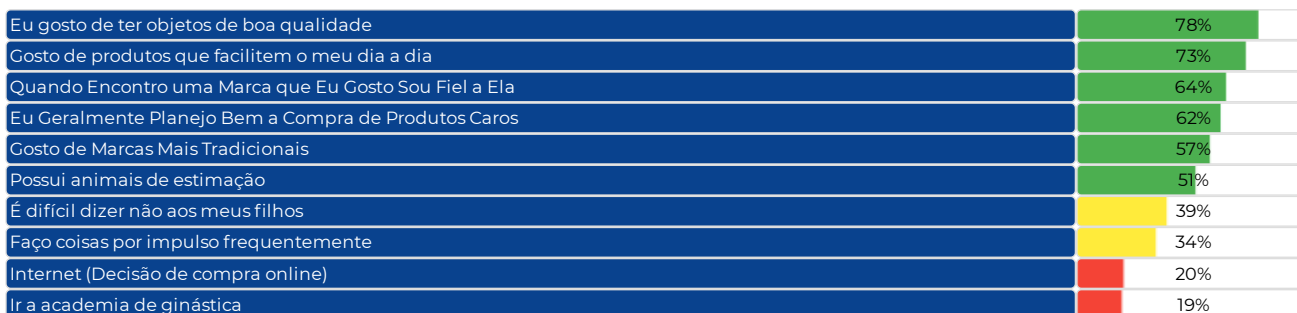 Eu gosto de ter objetos de boa qualidade 78%
Gosto de produtos que facilitem o meu dia a dia 73%
Quando Encontro uma Marca que Eu Gosto Sou Fiel a Ela 64%
Eu Geralmente Planejo Bem a Compra de Produtos Caros 62%
Gosto de Marcas Mais Tradicionais 57%
Possui animais de estimação 51%
É difícil dizer não aos meus filhos 39%
Faço coisas por impulso frequentemente 34%
Internet (Decisão de compra online) 20%
Ir a academia de ginástica 19%